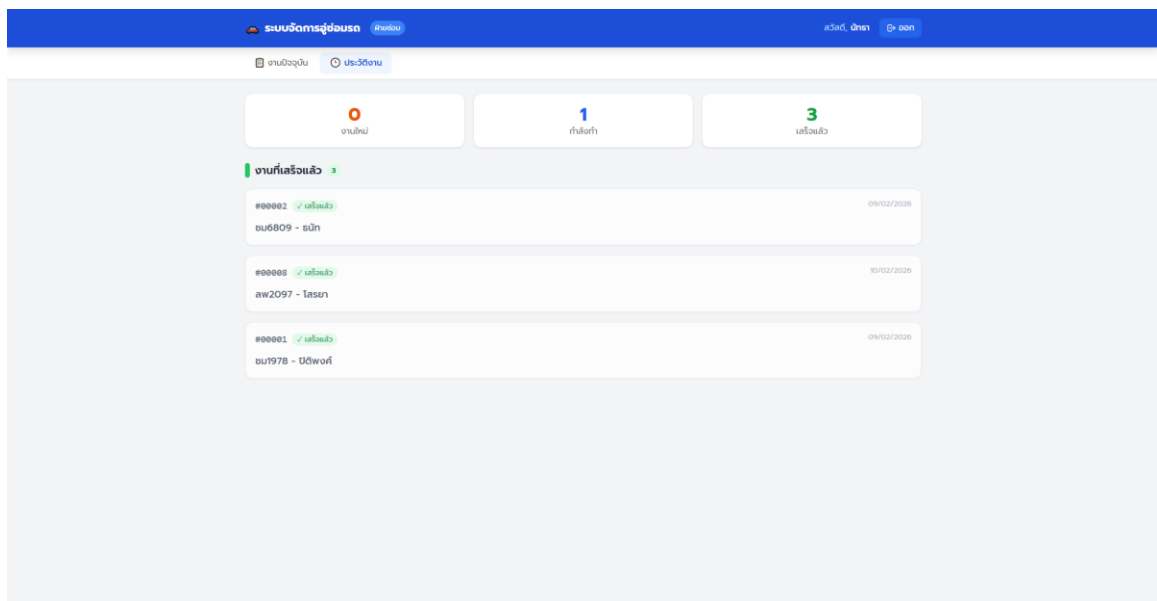 ระบบจัดการอู่ซ่อมรถ ฝ่ายซ่อม สวัสดี, นัทธา ออก
งานปัจจุบัน ประวัติงาน
0 1 3
งานใหม่ กำลังทำ เสร็จแล้ว
งานที่เสร็จแล้ว 3
#00002 ✓ เสร็จแล้ว 09/02/2026
ชม6809 - ธนัท
#00008 ✓ เสร็จแล้ว 10/02/2026
ลพ2097 - โสรยา
#00001 ✓ เสร็จแล้ว 09/02/2026
ชม1978 - ปิติพงศ์